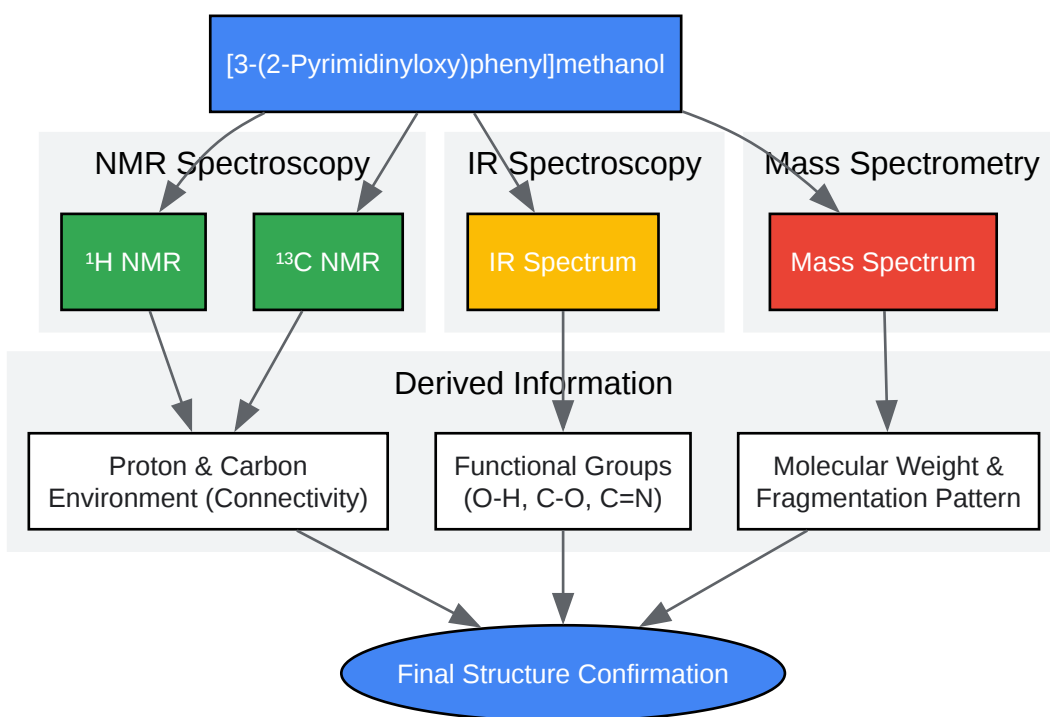 [3-(2-Pyrimidinyloxy)phenyl]methanol
NMR Spectroscopy
IR Spectroscopy
Mass Spectrometry
¹H NMR
¹³C NMR
IR Spectrum
Mass Spectrum
Derived Information
Proton & Carbon
Environment (Connectivity)
Functional Groups
(O-H, C-O, C=N)
Molecular Weight &
Fragmentation Pattern
Final Structure Confirmation